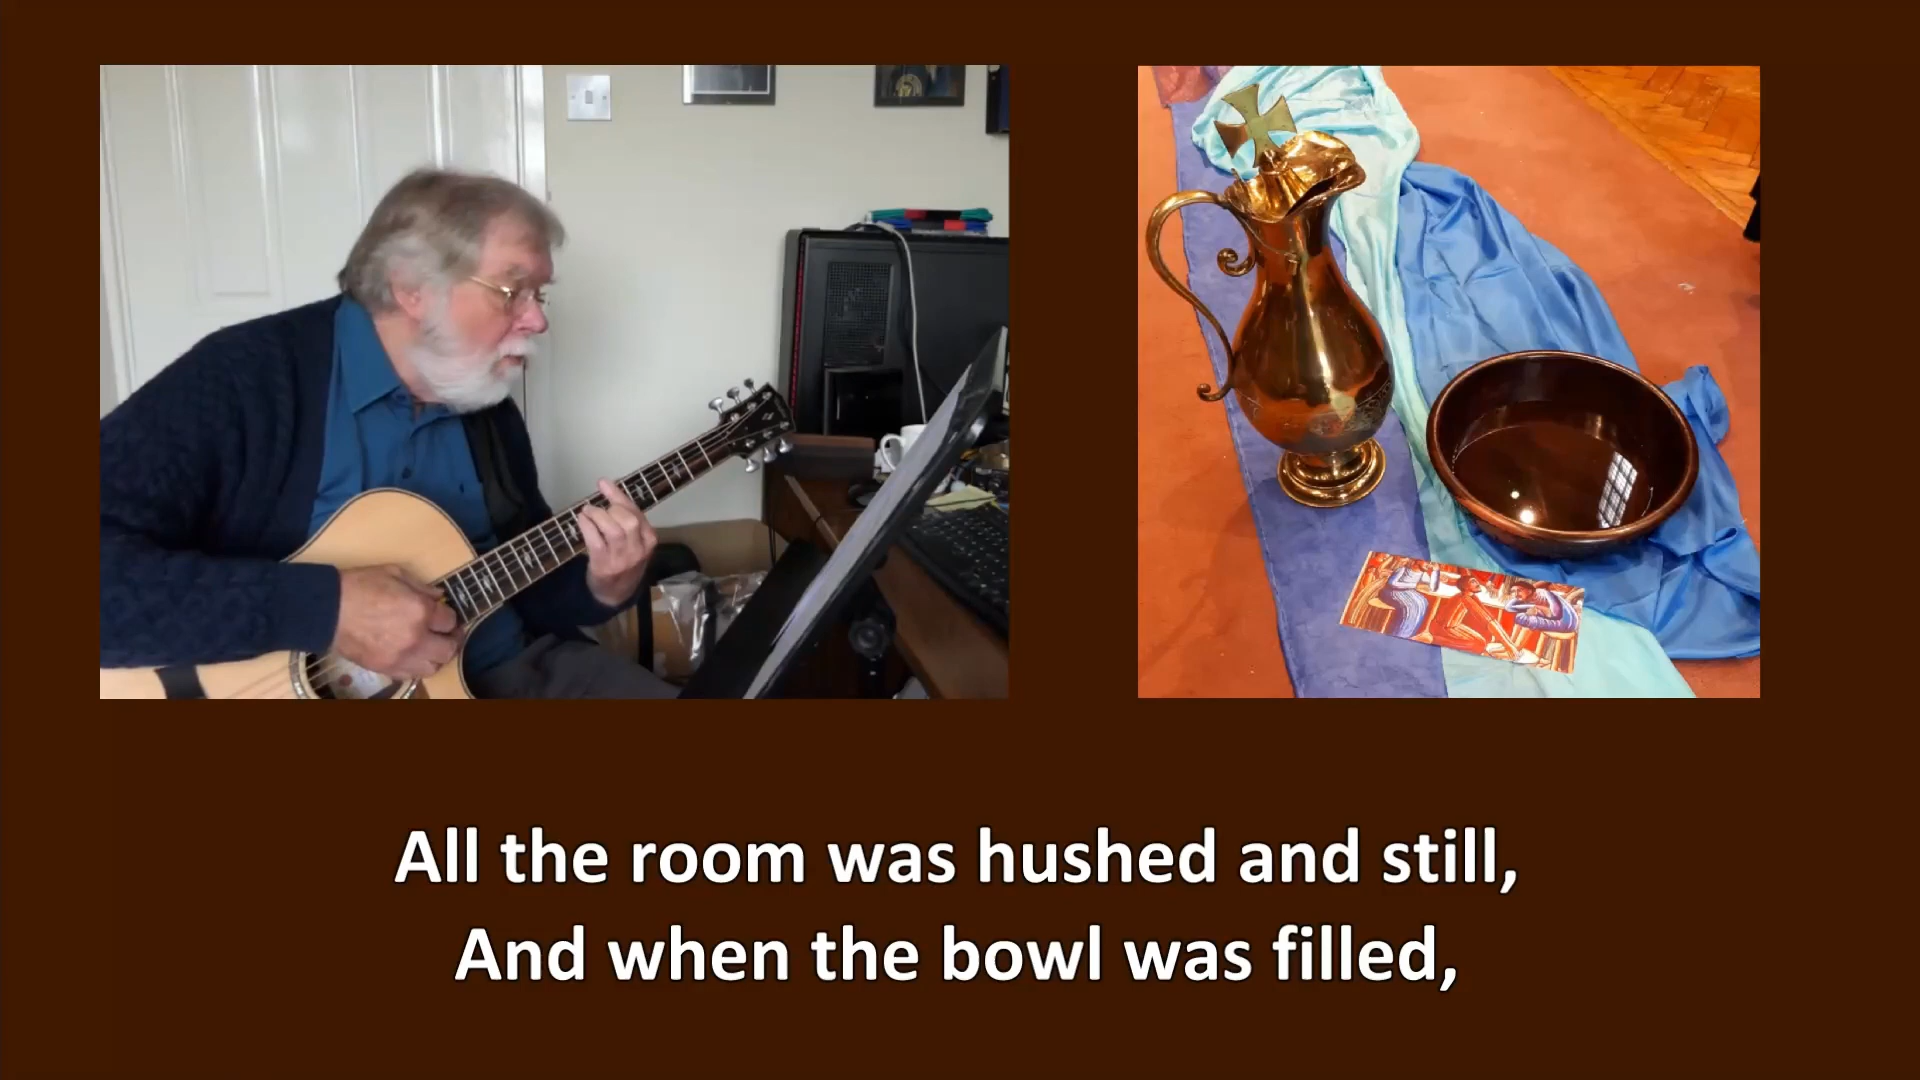 All the room was hushed and still,
And when the bowl was filled,